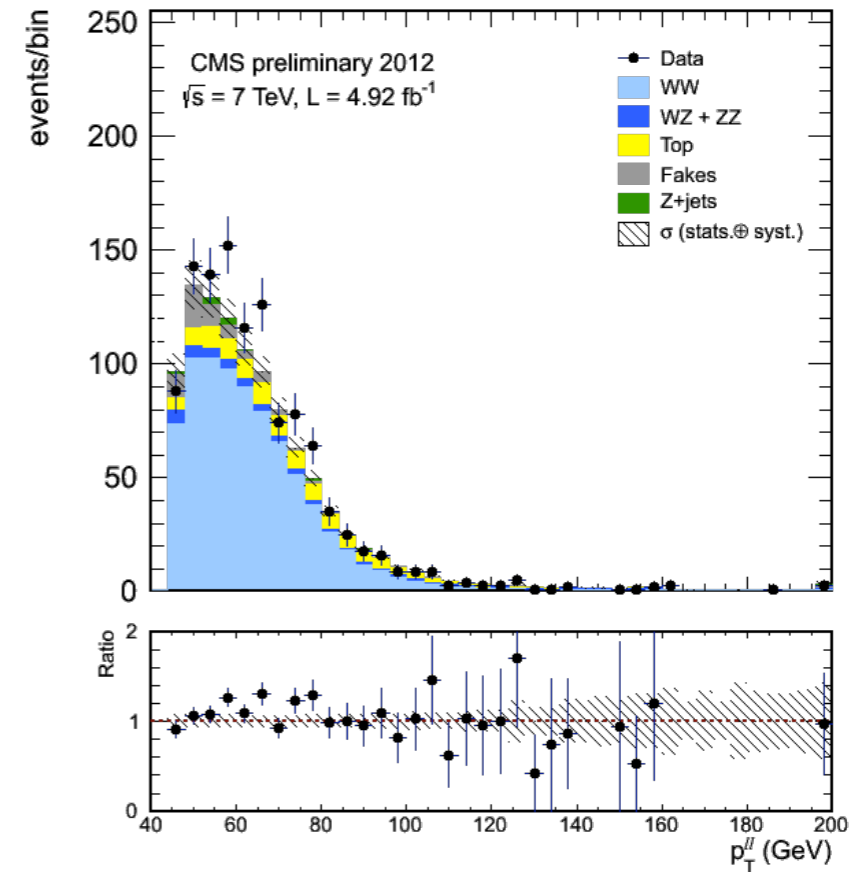 events/bin
250
200
150
100
50
0
CMS preliminary 2012
√s = 7 TeV, L = 4.92 fb⁻¹
Data
WW
WZ + ZZ
Top
Fakes
Z+jets
σ (stats.⊕ syst.)
Ratio
2
1
0
40 60 80 100 120 140 160 180 200
p_T^{ll} (GeV)